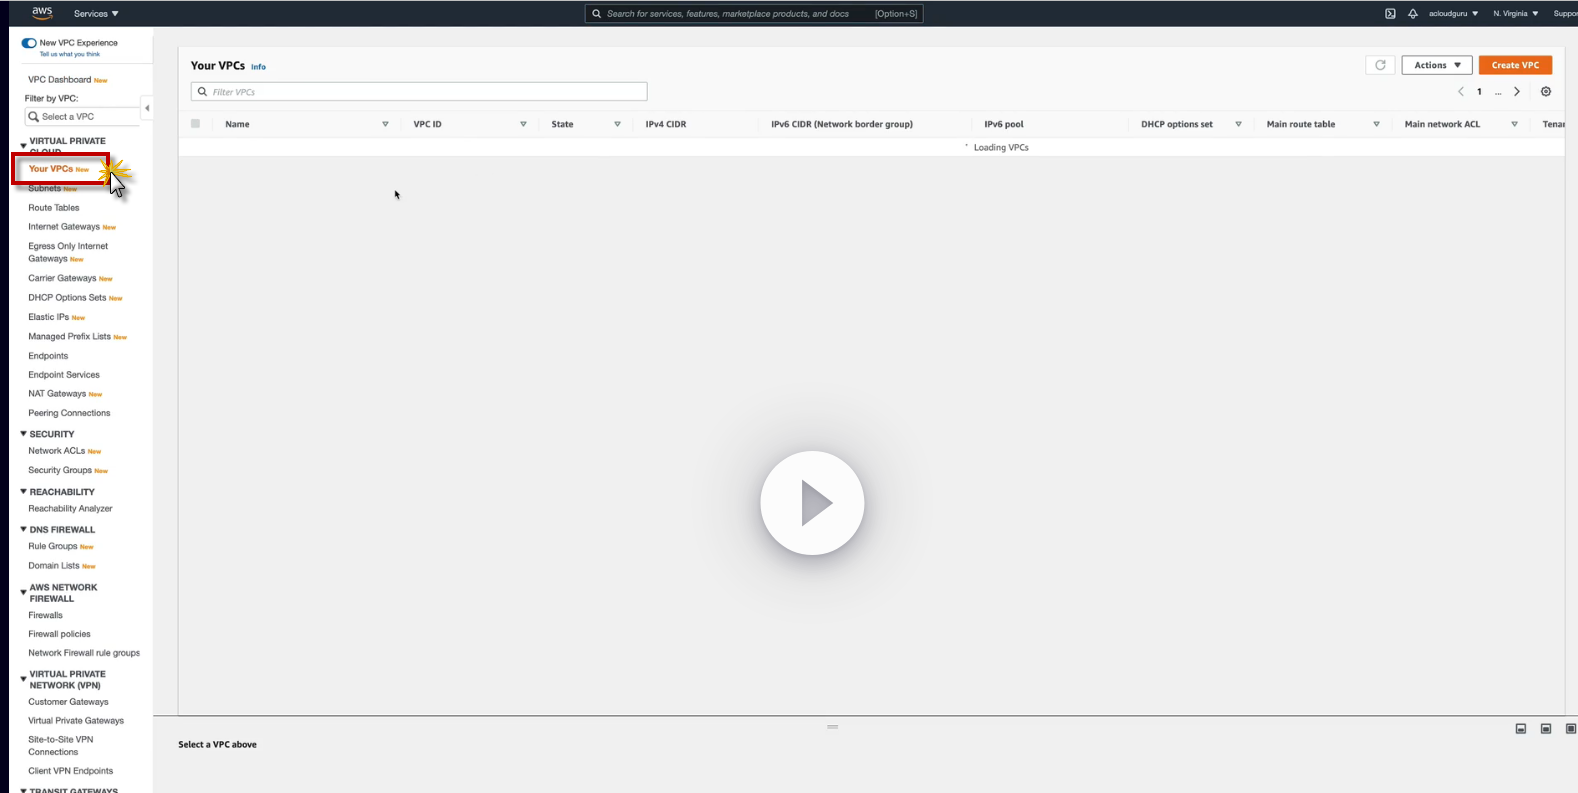 aws
Services ▼
Search for services, features, marketplace products, and docs [Option+S]
acloudguru ▼
N. Virginia ▼
New VPC Experience
Tell us what you think
VPC Dashboard New
Filter by VPC:
Select a VPC
VIRTUAL PRIVATE
CLOUD
Your VPCs New
Subnets New
Route Tables
Internet Gateways New
Egress Only Internet
Gateways New
Carrier Gateways New
DHCP Options Sets New
Elastic IPs New
Managed Prefix Lists New
Endpoints
Endpoint Services
NAT Gateways New
Peering Connections
SECURITY
Network ACLs New
Security Groups New
REACHABILITY
Reachability Analyzer
DNS FIREWALL
Rule Groups New
Domain Lists New
AWS NETWORK
FIREWALL
Firewalls
Firewall policies
Network Firewall rule groups
VIRTUAL PRIVATE
NETWORK (VPN)
Customer Gateways
Virtual Private Gateways
Site-to-Site VPN
Connections
Client VPN Endpoints
TRANSIT GATEWAYS
Your VPCs Info
Actions ▼
Create VPC
Filter VPCs
1 ...
Name
VPC ID
State
IPv4 CIDR
IPv6 CIDR (Network border group)
IPv6 pool
DHCP options set
Main route table
Main network ACL
Loading VPCs
Select a VPC above